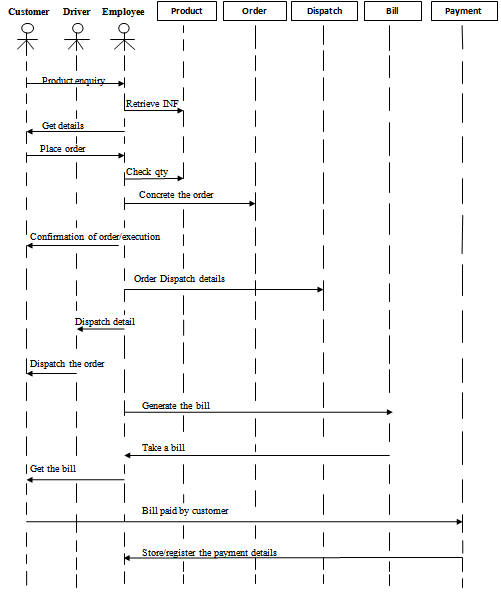 Customer Driver Employee Product Order Dispatch Bill Payment
Product enquiry
Retrieve INF
Get details
Place order
Check qty
Concrete the order
Confirmation of order/execution
Order Dispatch details
Dispatch detail
Dispatch the order
Generate the bill
Take a bill
Get the bill
Bill paid by customer
Store/register the payment details